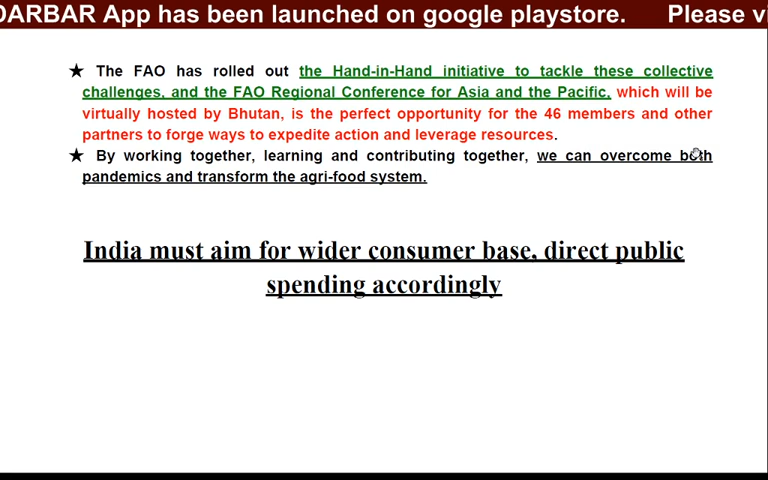 DARBAR App has been launched on google playstore. Please vi
★ The FAO has rolled out the Hand-in-Hand initiative to tackle these collective
challenges, and the FAO Regional Conference for Asia and the Pacific, which will be
virtually hosted by Bhutan, is the perfect opportunity for the 46 members and other
partners to forge ways to expedite action and leverage resources.
★ By working together, learning and contributing together, we can overcome both
pandemics and transform the agri-food system.
India must aim for wider consumer base, direct public
spending accordingly